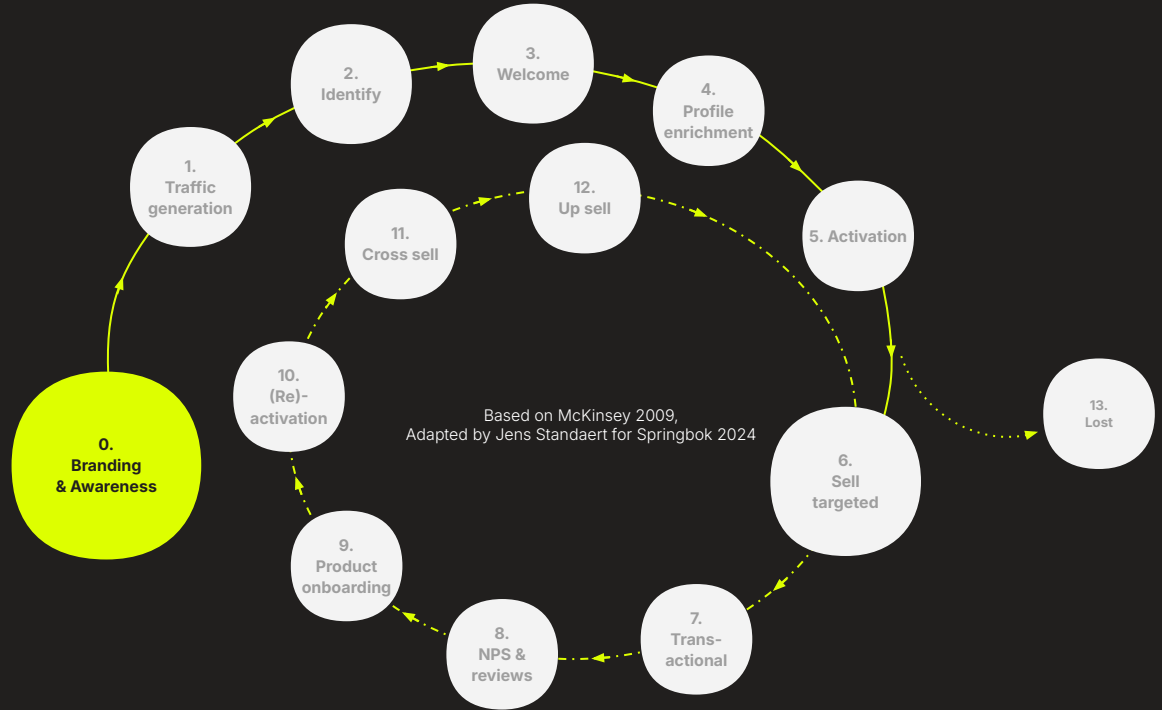 0.
Branding
& Awareness
1.
Traffic
generation
2.
Identify
3.
Welcome
4.
Profile
enrichment
5. Activation
6.
Sell
targeted
7.
Trans-
actional
8.
NPS &
reviews
9.
Product
onboarding
10.
(Re)-
activation
11.
Cross sell
12.
Up sell
13.
Lost
Based on McKinsey 2009,
Adapted by Jens Standaert for Springbok 2024